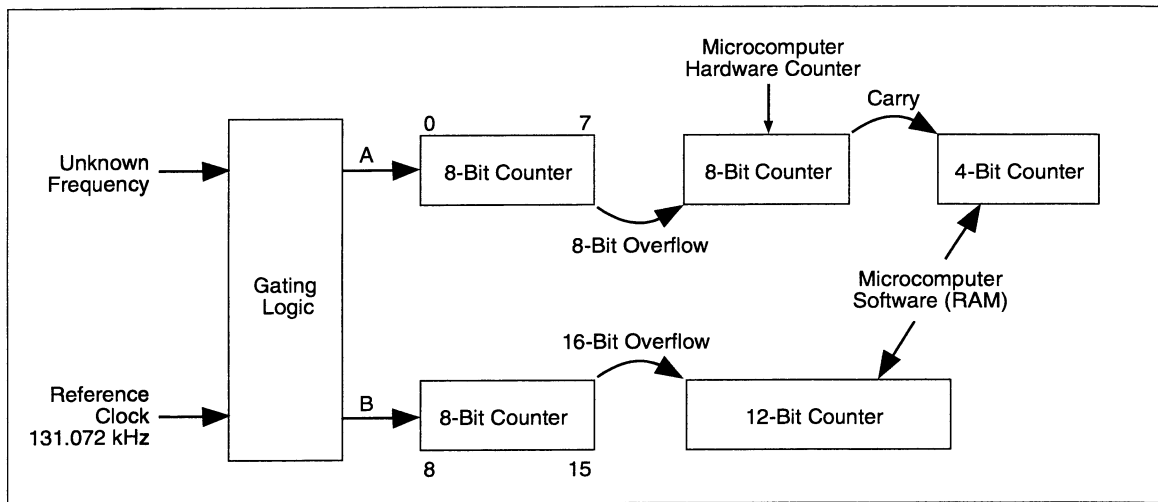 Microcomputer
Hardware Counter
Carry
0 7
Unknown
Frequency
A
8-Bit Counter
8-Bit Counter
4-Bit Counter
8-Bit Overflow
Gating
Logic
Microcomputer
Software (RAM)
16-Bit Overflow
Reference
Clock
131.072 kHz
B
8-Bit Counter
12-Bit Counter
8 15